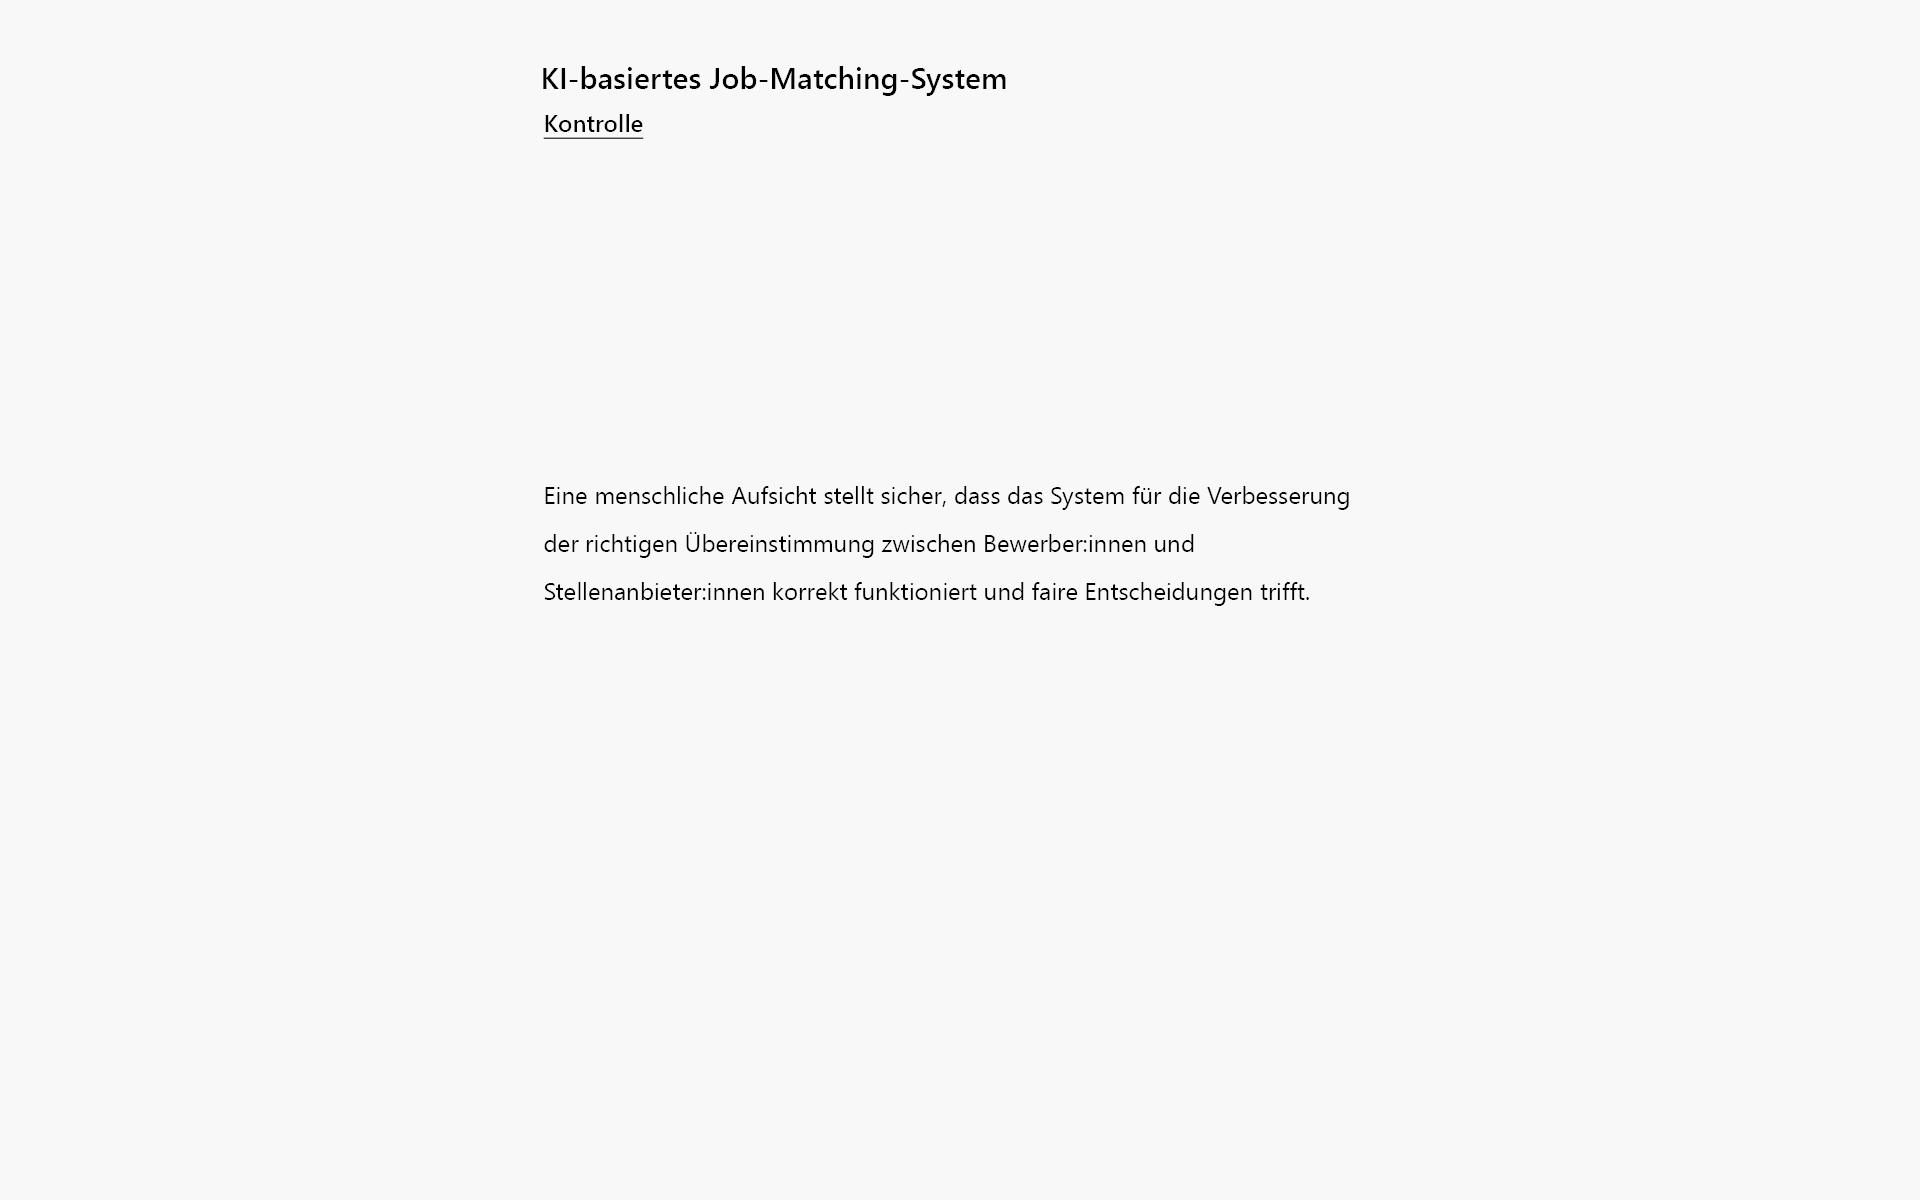 KI-basiertes Job-Matching-System
Kontrolle
Eine menschliche Aufsicht stellt sicher, dass das System für die Verbesserung
der richtigen Übereinstimmung zwischen Bewerber:innen und
Stellenanbieter:innen korrekt funktioniert und faire Entscheidungen trifft.